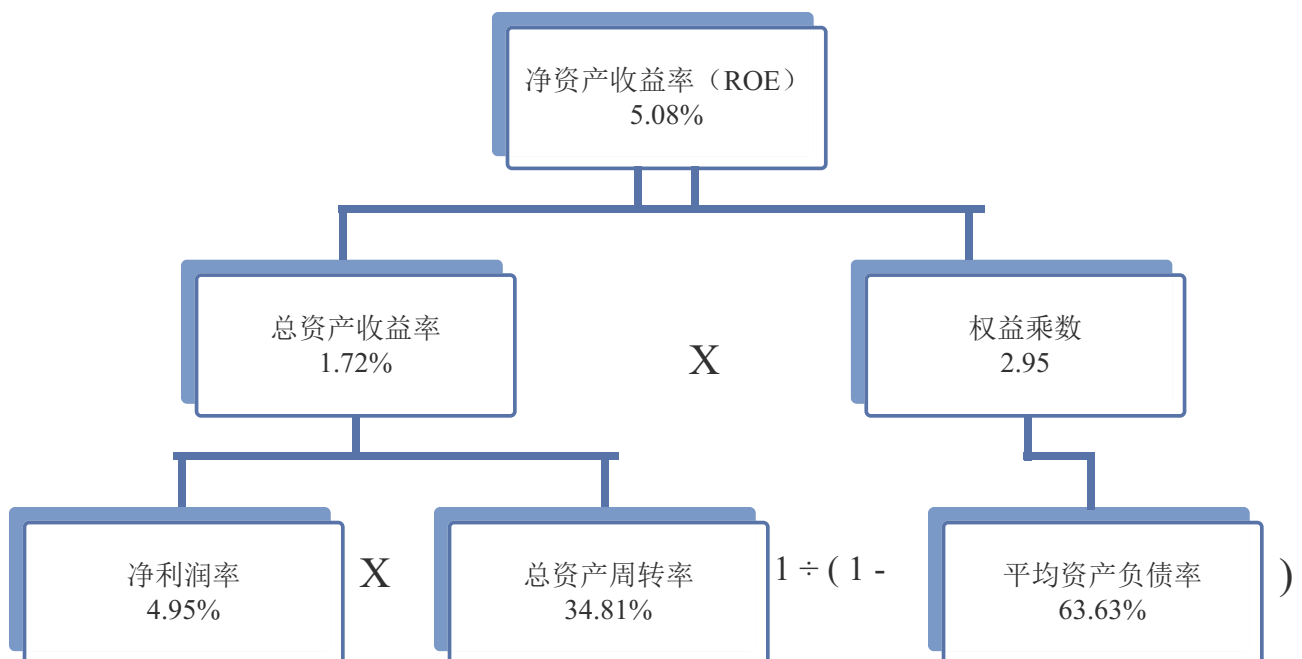 净资产收益率（ROE）
5.08%
总资产收益率
1.72%
X
权益乘数
2.95
净利润率
4.95%
X
总资产周转率
34.81%
1 ÷ ( 1 -
平均资产负债率
63.63%
)